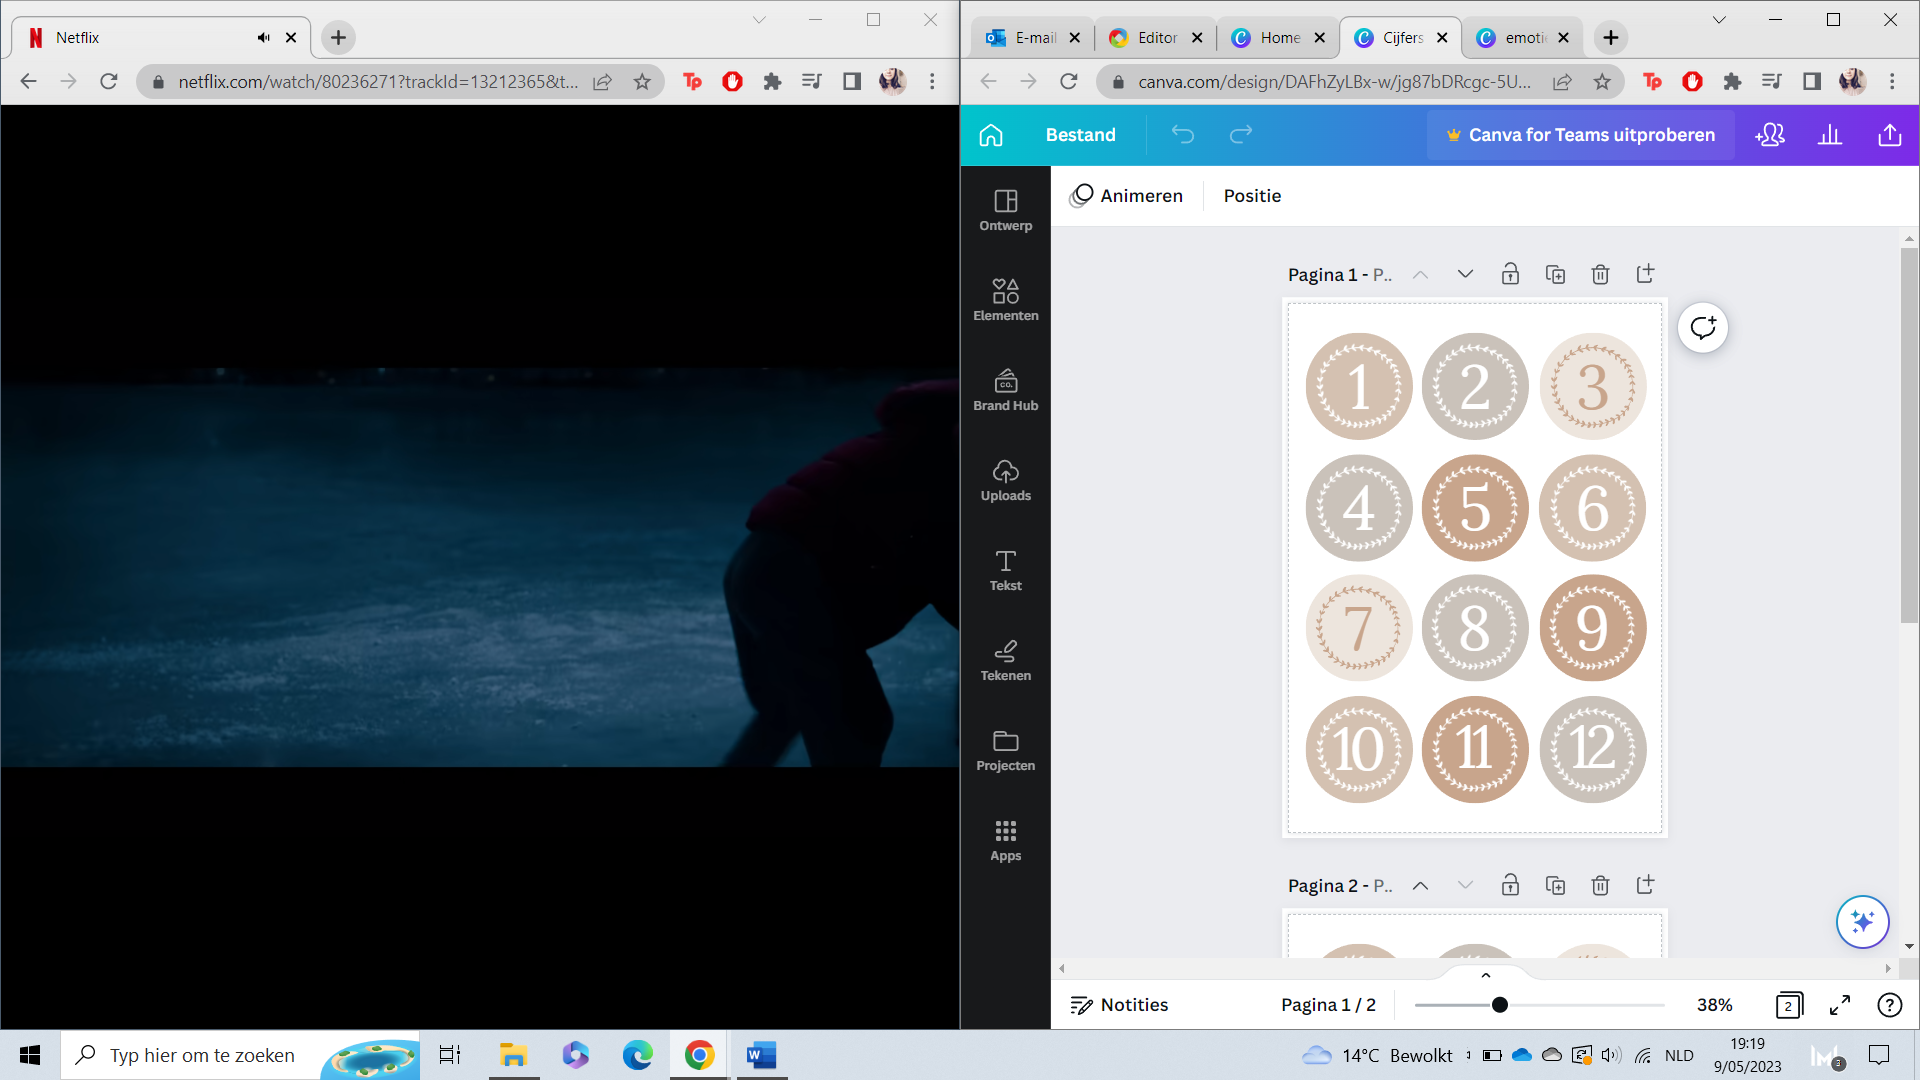 Netflix
netflix.com/watch/80236271?trackId=13212365&t...
E-mail
Editor
Home
Cijfers
emoti
canva.com/design/DAFhZyLBx-w/jg87bDRcgc-5U...
Bestand
Canva for Teams uitproberen
Animeren
Positie
Ontwerp
Elementen
CO.
Brand Hub
Uploads
Tekst
Tekenen
Projecten
Apps
Pagina 1 - P..
1 2 3
4 5 6
7 8 9
10 11 12
Pagina 2 - P..
Notities
Pagina 1 / 2
38%
2
Typ hier om te zoeken
14°C Bewolkt
NLD
19:19
9/05/2023
3